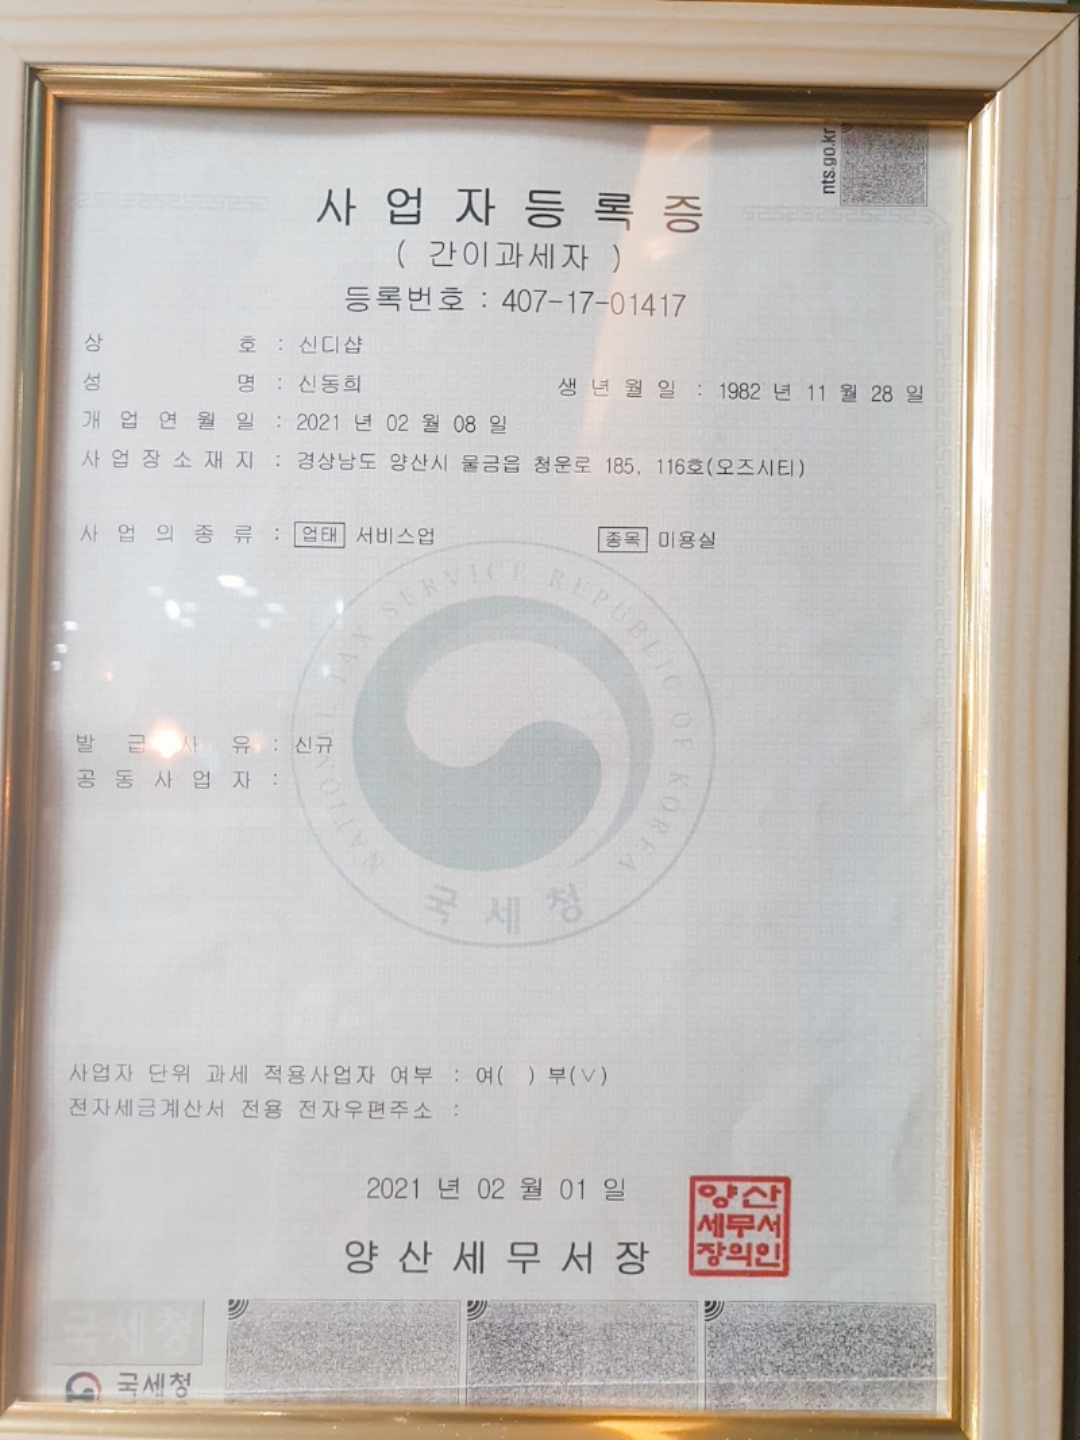 nts.go.kr
사업자등록증
( 간이과세자 )
등록번호 : 407-17-01417
상 호 : 신디샵
성 명 : 신동희 생 년 월 일 : 1982 년 11 월 28 일
개 업 연 월 일 : 2021 년 02 월 08 일
사 업 장 소 재 지 : 경상남도 양산시 물금읍 청운로 185, 116호(오즈시티)
사 업 의 종 류 : 업태 서비스업 종목 미용실
NATIONAL TAX SERVICE REPUBLIC OF KOREA
국세청
발 급 사 유 : 신규
공 동 사 업 자 :
사업자 단위 과세 적용사업자 여부 : 여( ) 부(∨)
전자세금계산서 전용 전자우편주소 :
2021 년 02 월 01 일
양 산 세 무 서 장
양산
세무서
장의인
국세청
국세청